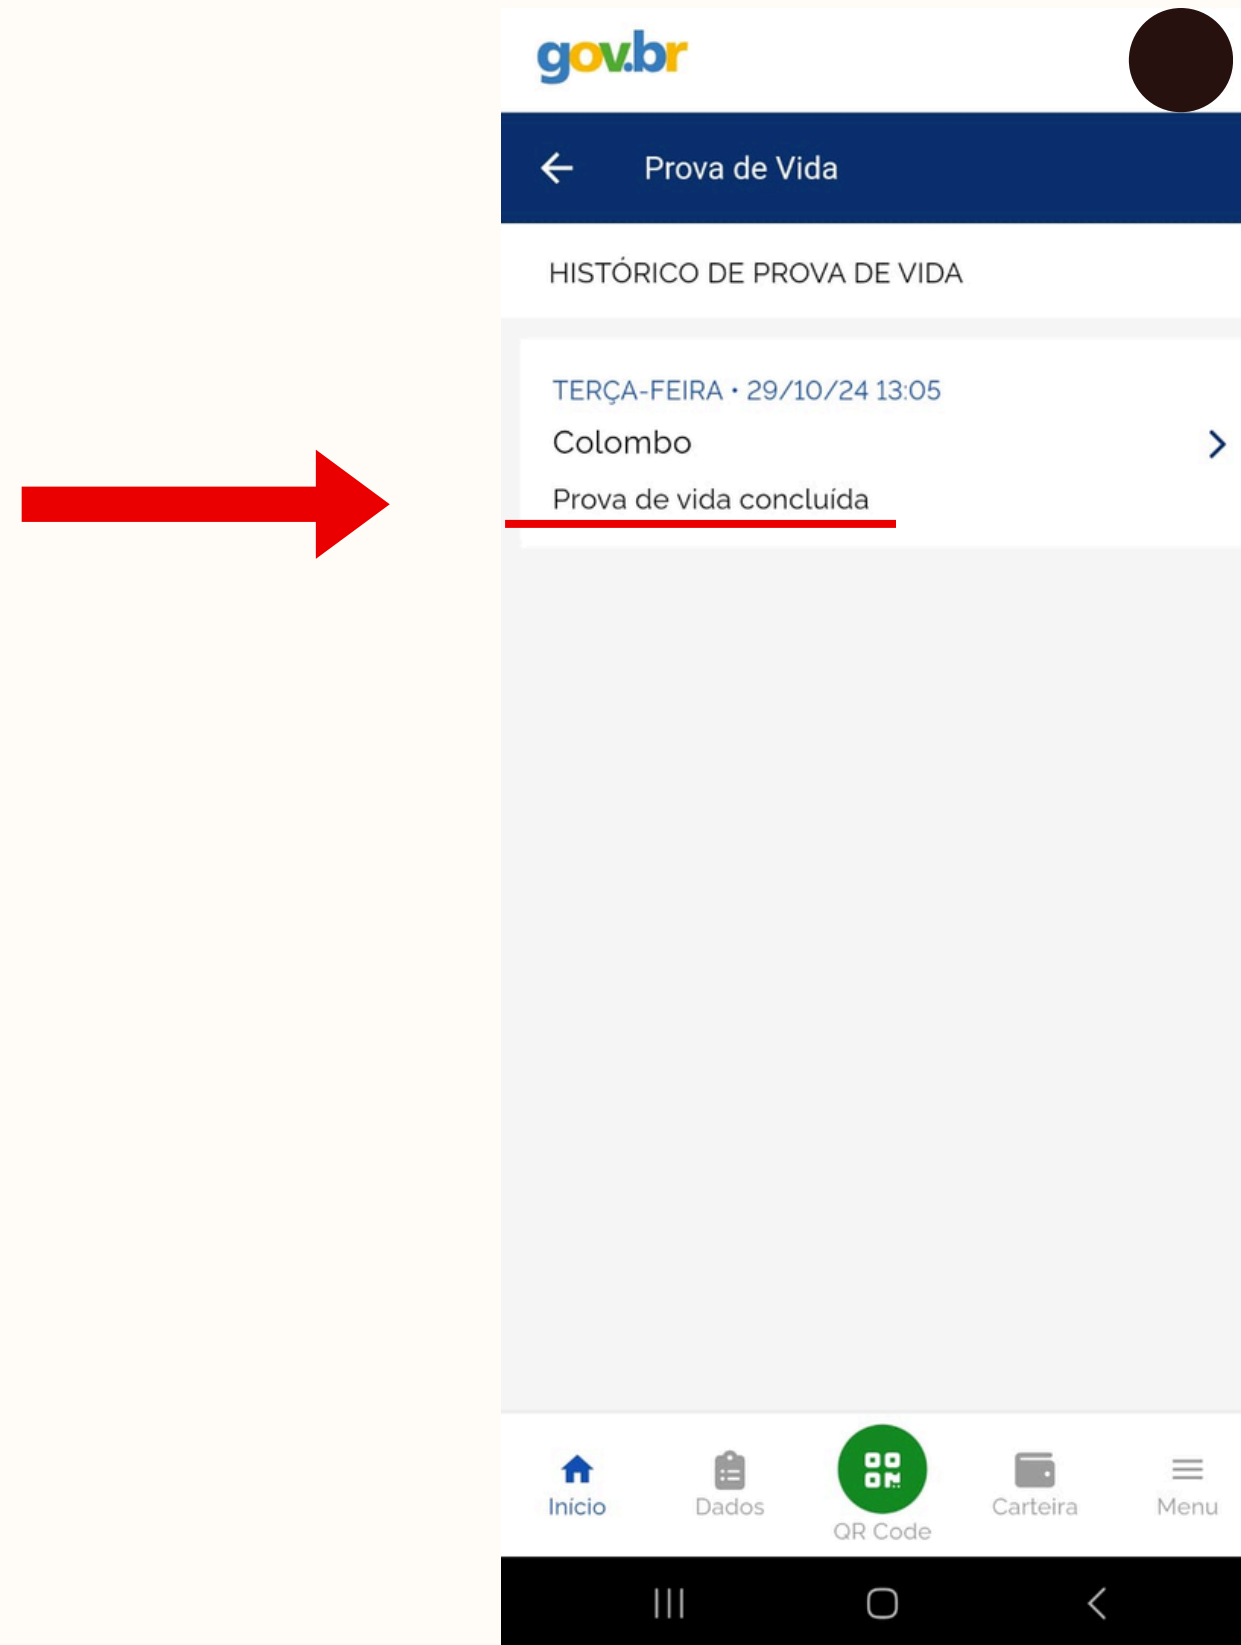 gov.br
Prova de Vida
HISTÓRICO DE PROVA DE VIDA
TERÇA-FEIRA • 29/10/24 13:05
Colombo
Prova de vida concluída
Início
Dados
QR Code
Carteira
Menu